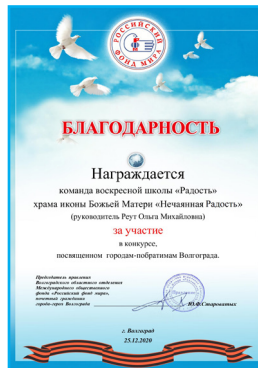 РОССИЙСКИЙ
ФОНД МИРА
БЛАГОДАРНОСТЬ
Награждается
команда воскресной школы «Радость»
храма иконы Божьей Матери «Нечаянная Радость»
(руководитель Реут Ольга Михайловна)
за участие
в конкурсе,
посвященном городам-побратимам Волгограда.
Председатель правления
Волгоградского областного отделения
Международного общественного
фонда «Российский фонд мира»,
почетный гражданин
города-героя Волгограда
Ю.Ф.Староватых
г. Волгоград
25.12.2020